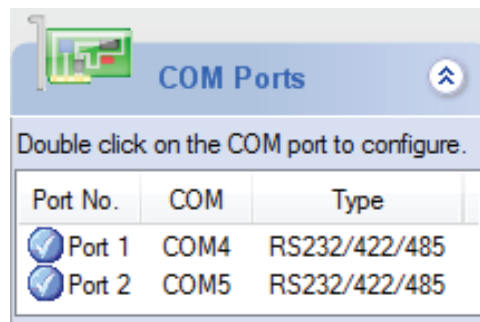 COM Ports
Double click on the COM port to configure.
Port No. COM Type
Port 1 COM4 RS232/422/485
Port 2 COM5 RS232/422/485